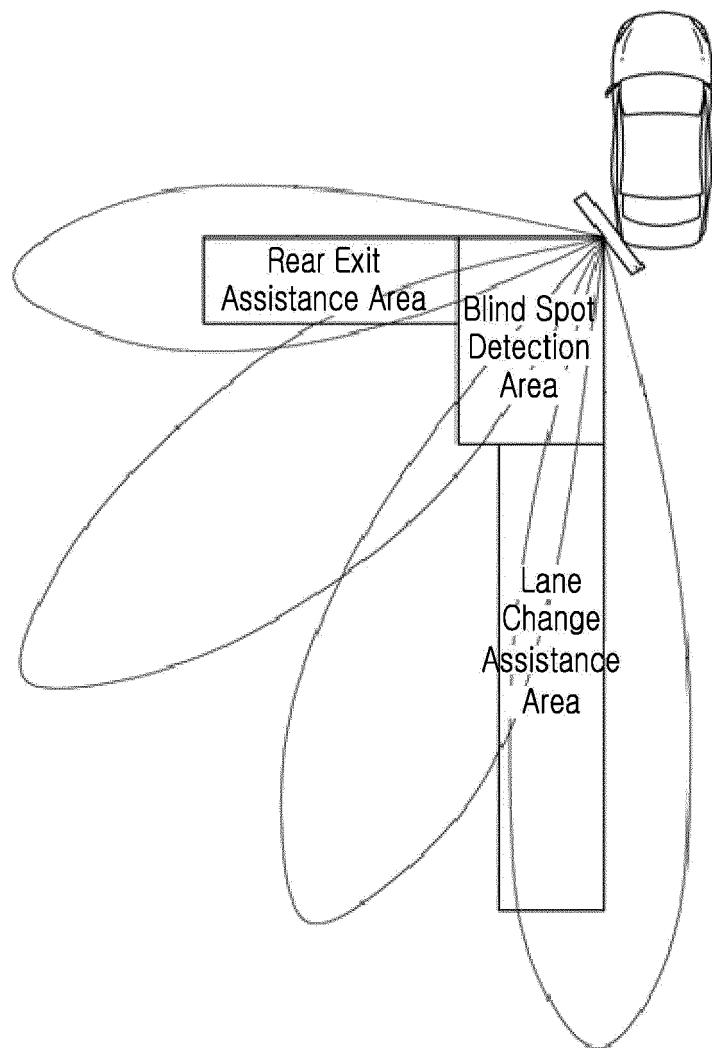 Rear Exit
Assistance Area
Blind Spot
Detection
Area
Lane
Change
Assistance
Area